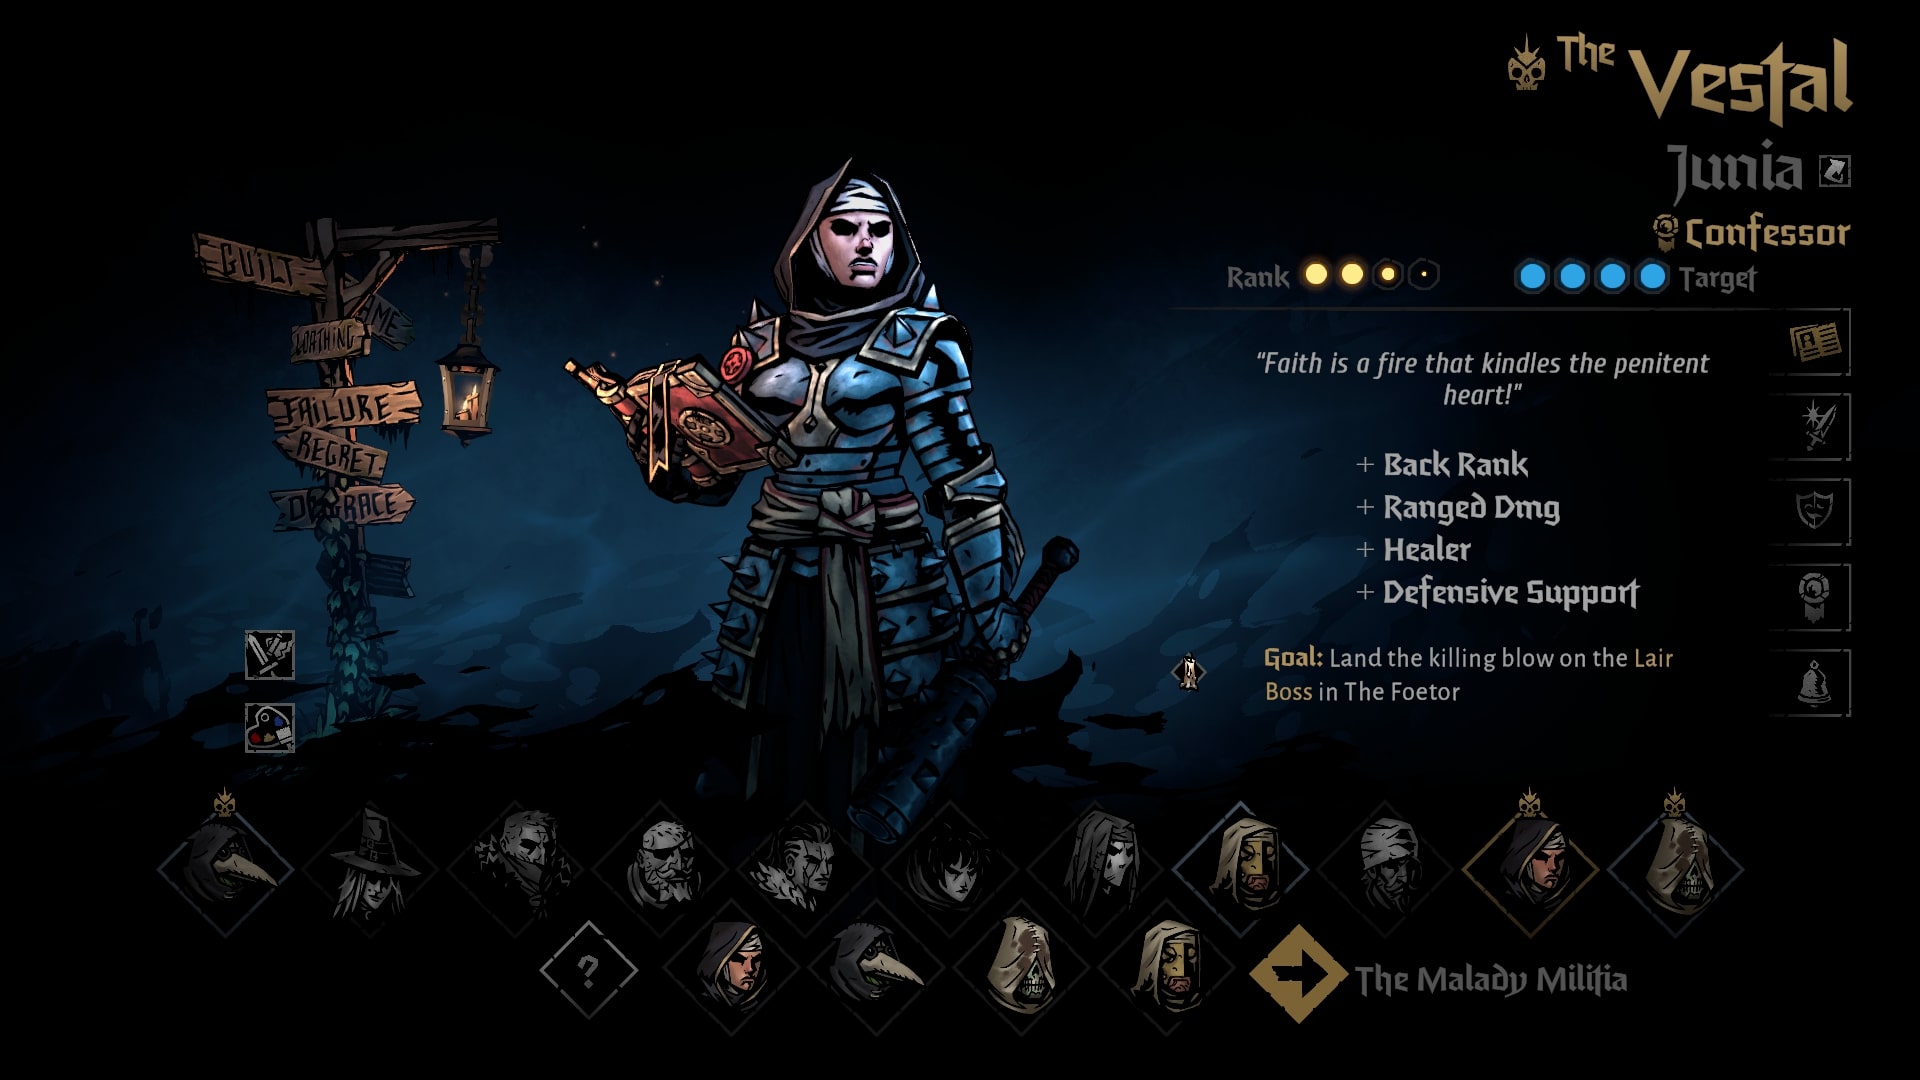 The Vestal
Junia
Confessor
Rank
Target
"Faith is a fire that kindles the penitent
heart!"
+ Back Rank
+ Ranged Dmg
+ Healer
+ Defensive Support
Goal: Land the killing blow on the Lair
Boss in The Foetor
GUILT
LOATHING
FAILURE
REGRET
?
The Malady Militia